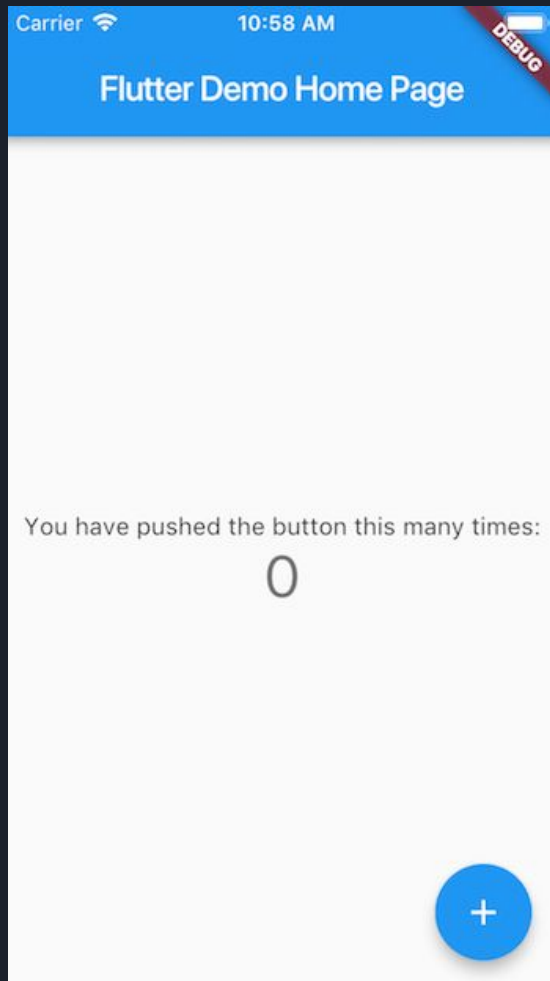 Carrier 10:58 AM
DEBUG
Flutter Demo Home Page
You have pushed the button this many times:
0
+